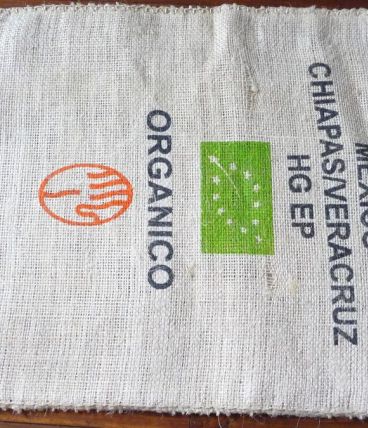 MEXICO
CHIAPAS/VERACRUZ
HG EP
ORGANICO